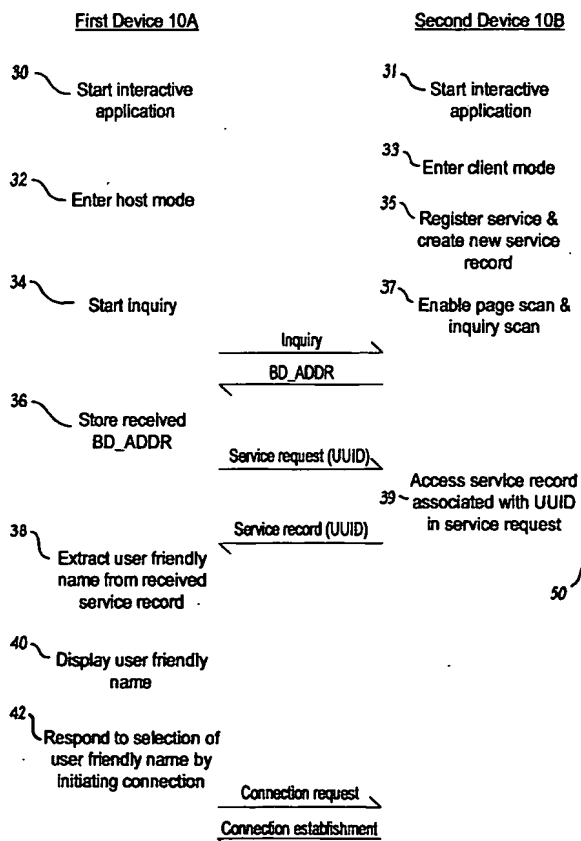 First Device 10A
Second Device 10B
30
Start interactive
application
31
Start interactive
application
33
Enter client mode
32
Enter host mode
35
Register service &
create new service
record
34
Start inquiry
37
Enable page scan &
inquiry scan
Inquiry
BD_ADDR
36
Store received
BD_ADDR
Service request (UUID)
Access service record
39
associated with UUID
in service request
Service record (UUID)
38
Extract user friendly
name from received
service record
50
40
Display user friendly
name
42
Respond to selection of
user friendly name by
initiating connection
Connection request
Connection establishment